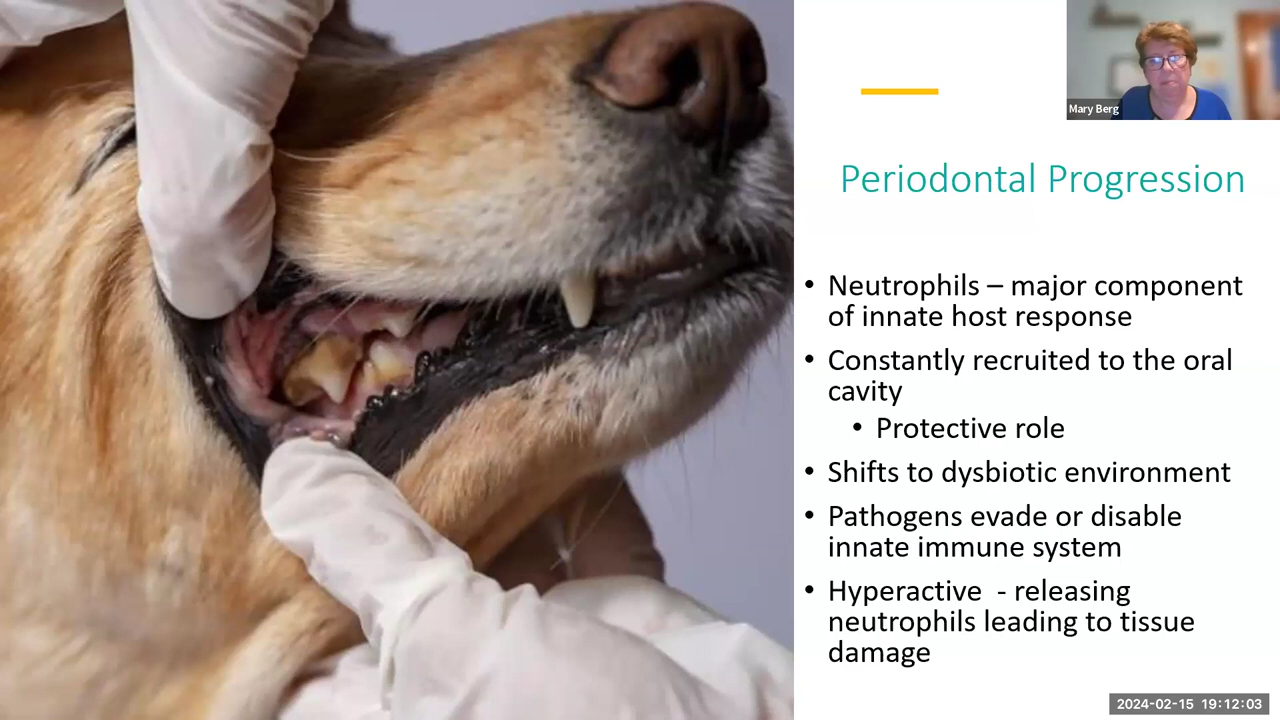 Mary Berg
Periodontal Progression
• Neutrophils – major component
of innate host response
• Constantly recruited to the oral
cavity
• Protective role
• Shifts to dysbiotic environment
• Pathogens evade or disable
innate immune system
• Hyperactive  - releasing
neutrophils leading to tissue
damage
2024-02-15 19:12:03